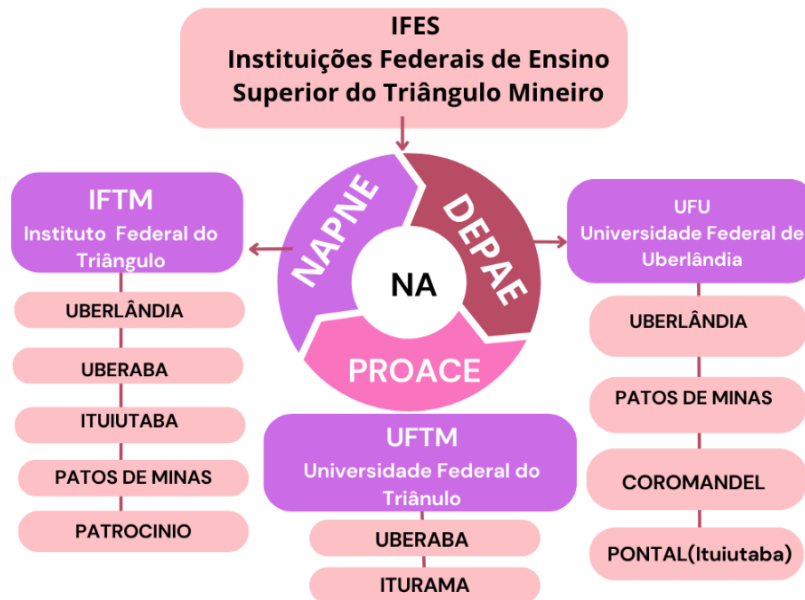 IFES
Instituições Federais de Ensino
Superior do Triângulo Mineiro
NAPNE
DEPAE
NA
PROACE
IFTM
Instituto Federal do
Triângulo
UBERLÂNDIA
UBERABA
ITUIUTABA
PATOS DE MINAS
PATROCINIO
UFTM
Universidade Federal do
Triânulo
UBERABA
ITURAMA
UFU
Universidade Federal de
Uberlândia
UBERLÂNDIA
PATOS DE MINAS
COROMANDEL
PONTAL(Ituiutaba)